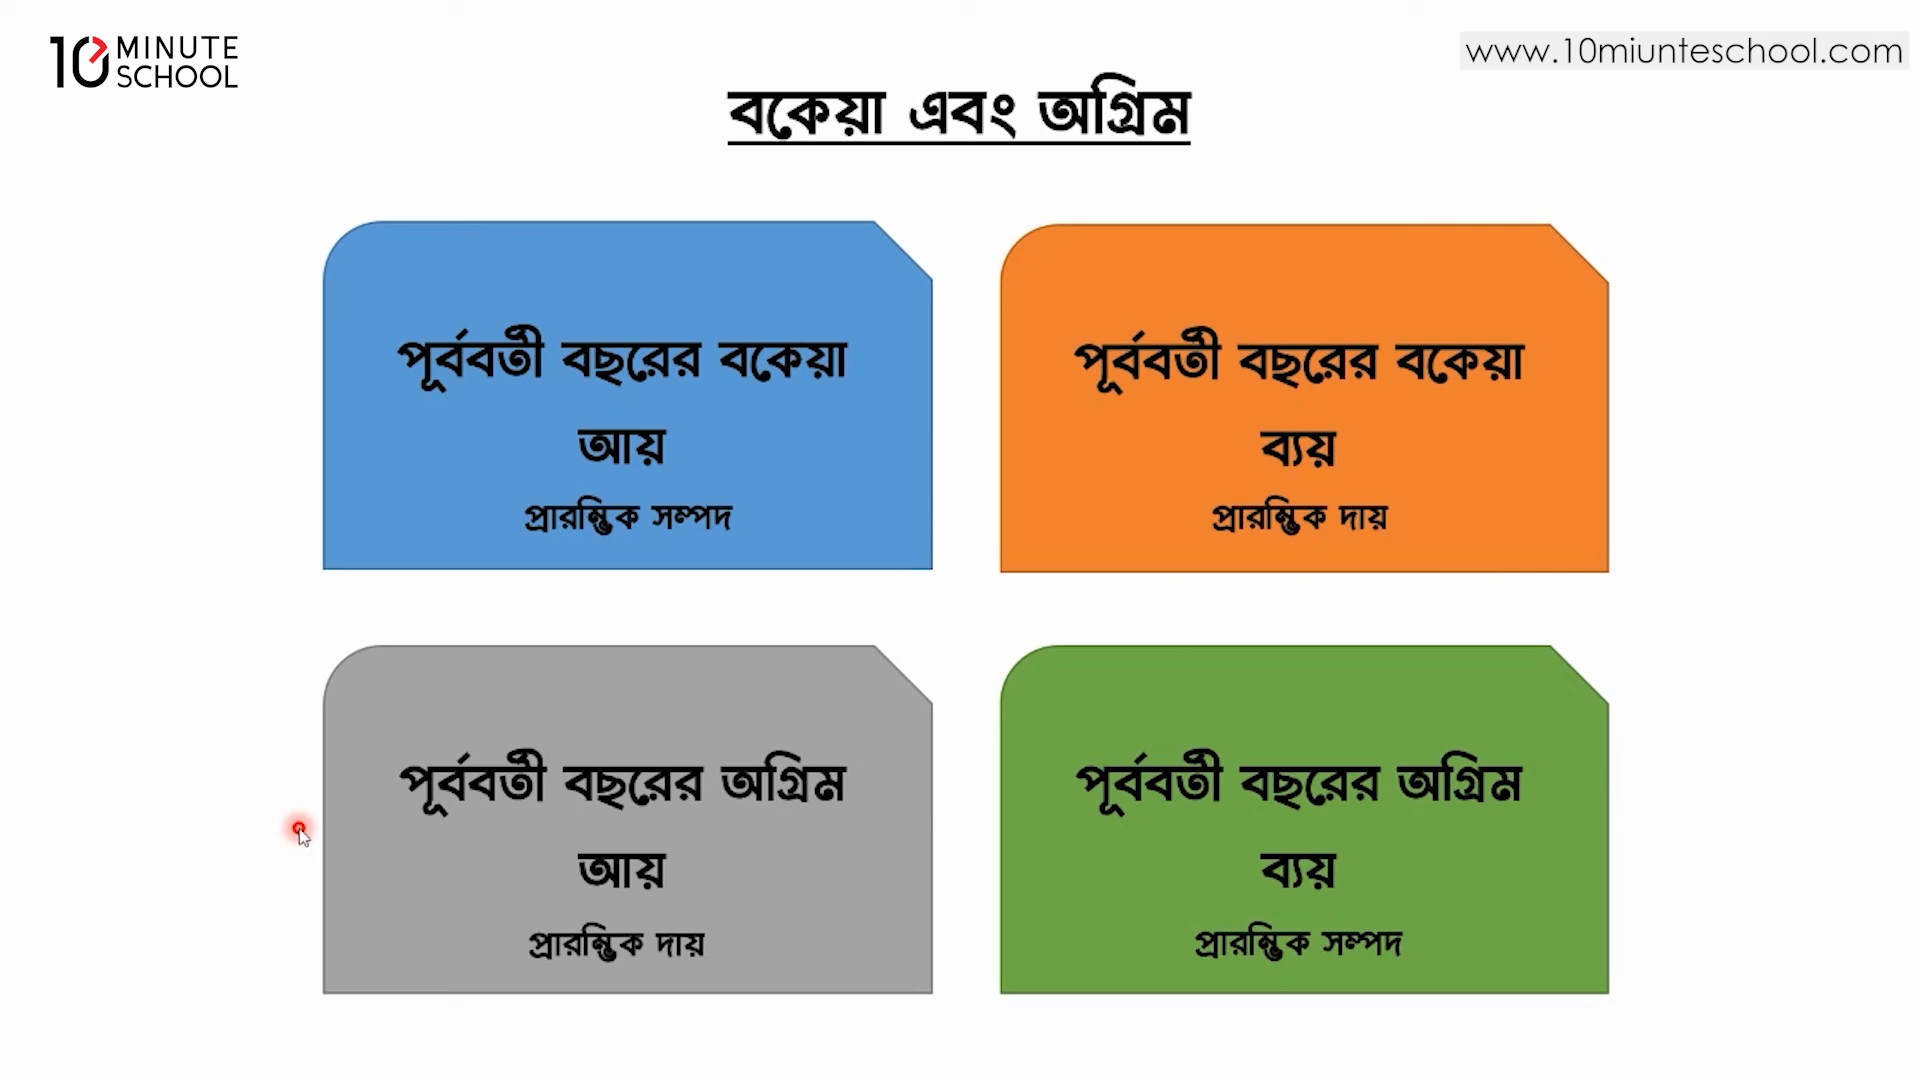 10 MINUTE SCHOOL
www.10miunteschool.com
বকেয়া এবং অগ্রিম
পূর্ববর্তী বছরের বকেয়া
আয়
প্রারম্ভিক সম্পদ
পূর্ববর্তী বছরের বকেয়া
ব্যয়
প্রারম্ভিক দায়
পূর্ববর্তী বছরের অগ্রিম
আয়
প্রারম্ভিক দায়
পূর্ববর্তী বছরের অগ্রিম
ব্যয়
প্রারম্ভিক সম্পদ